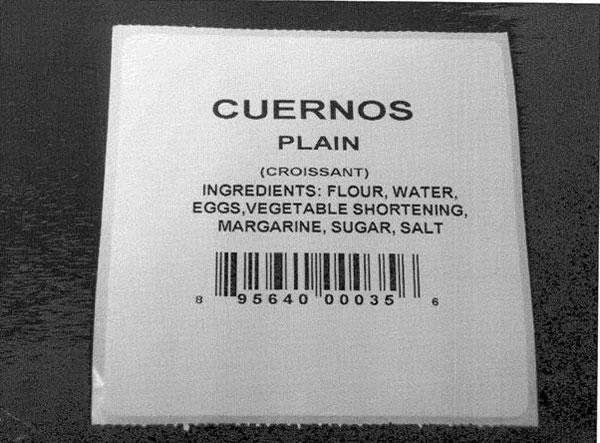 CUERNOS
PLAIN
(CROISSANT)
INGREDIENTS: FLOUR, WATER,
EGGS,VEGETABLE SHORTENING,
MARGARINE, SUGAR, SALT
8 95640 00035 6